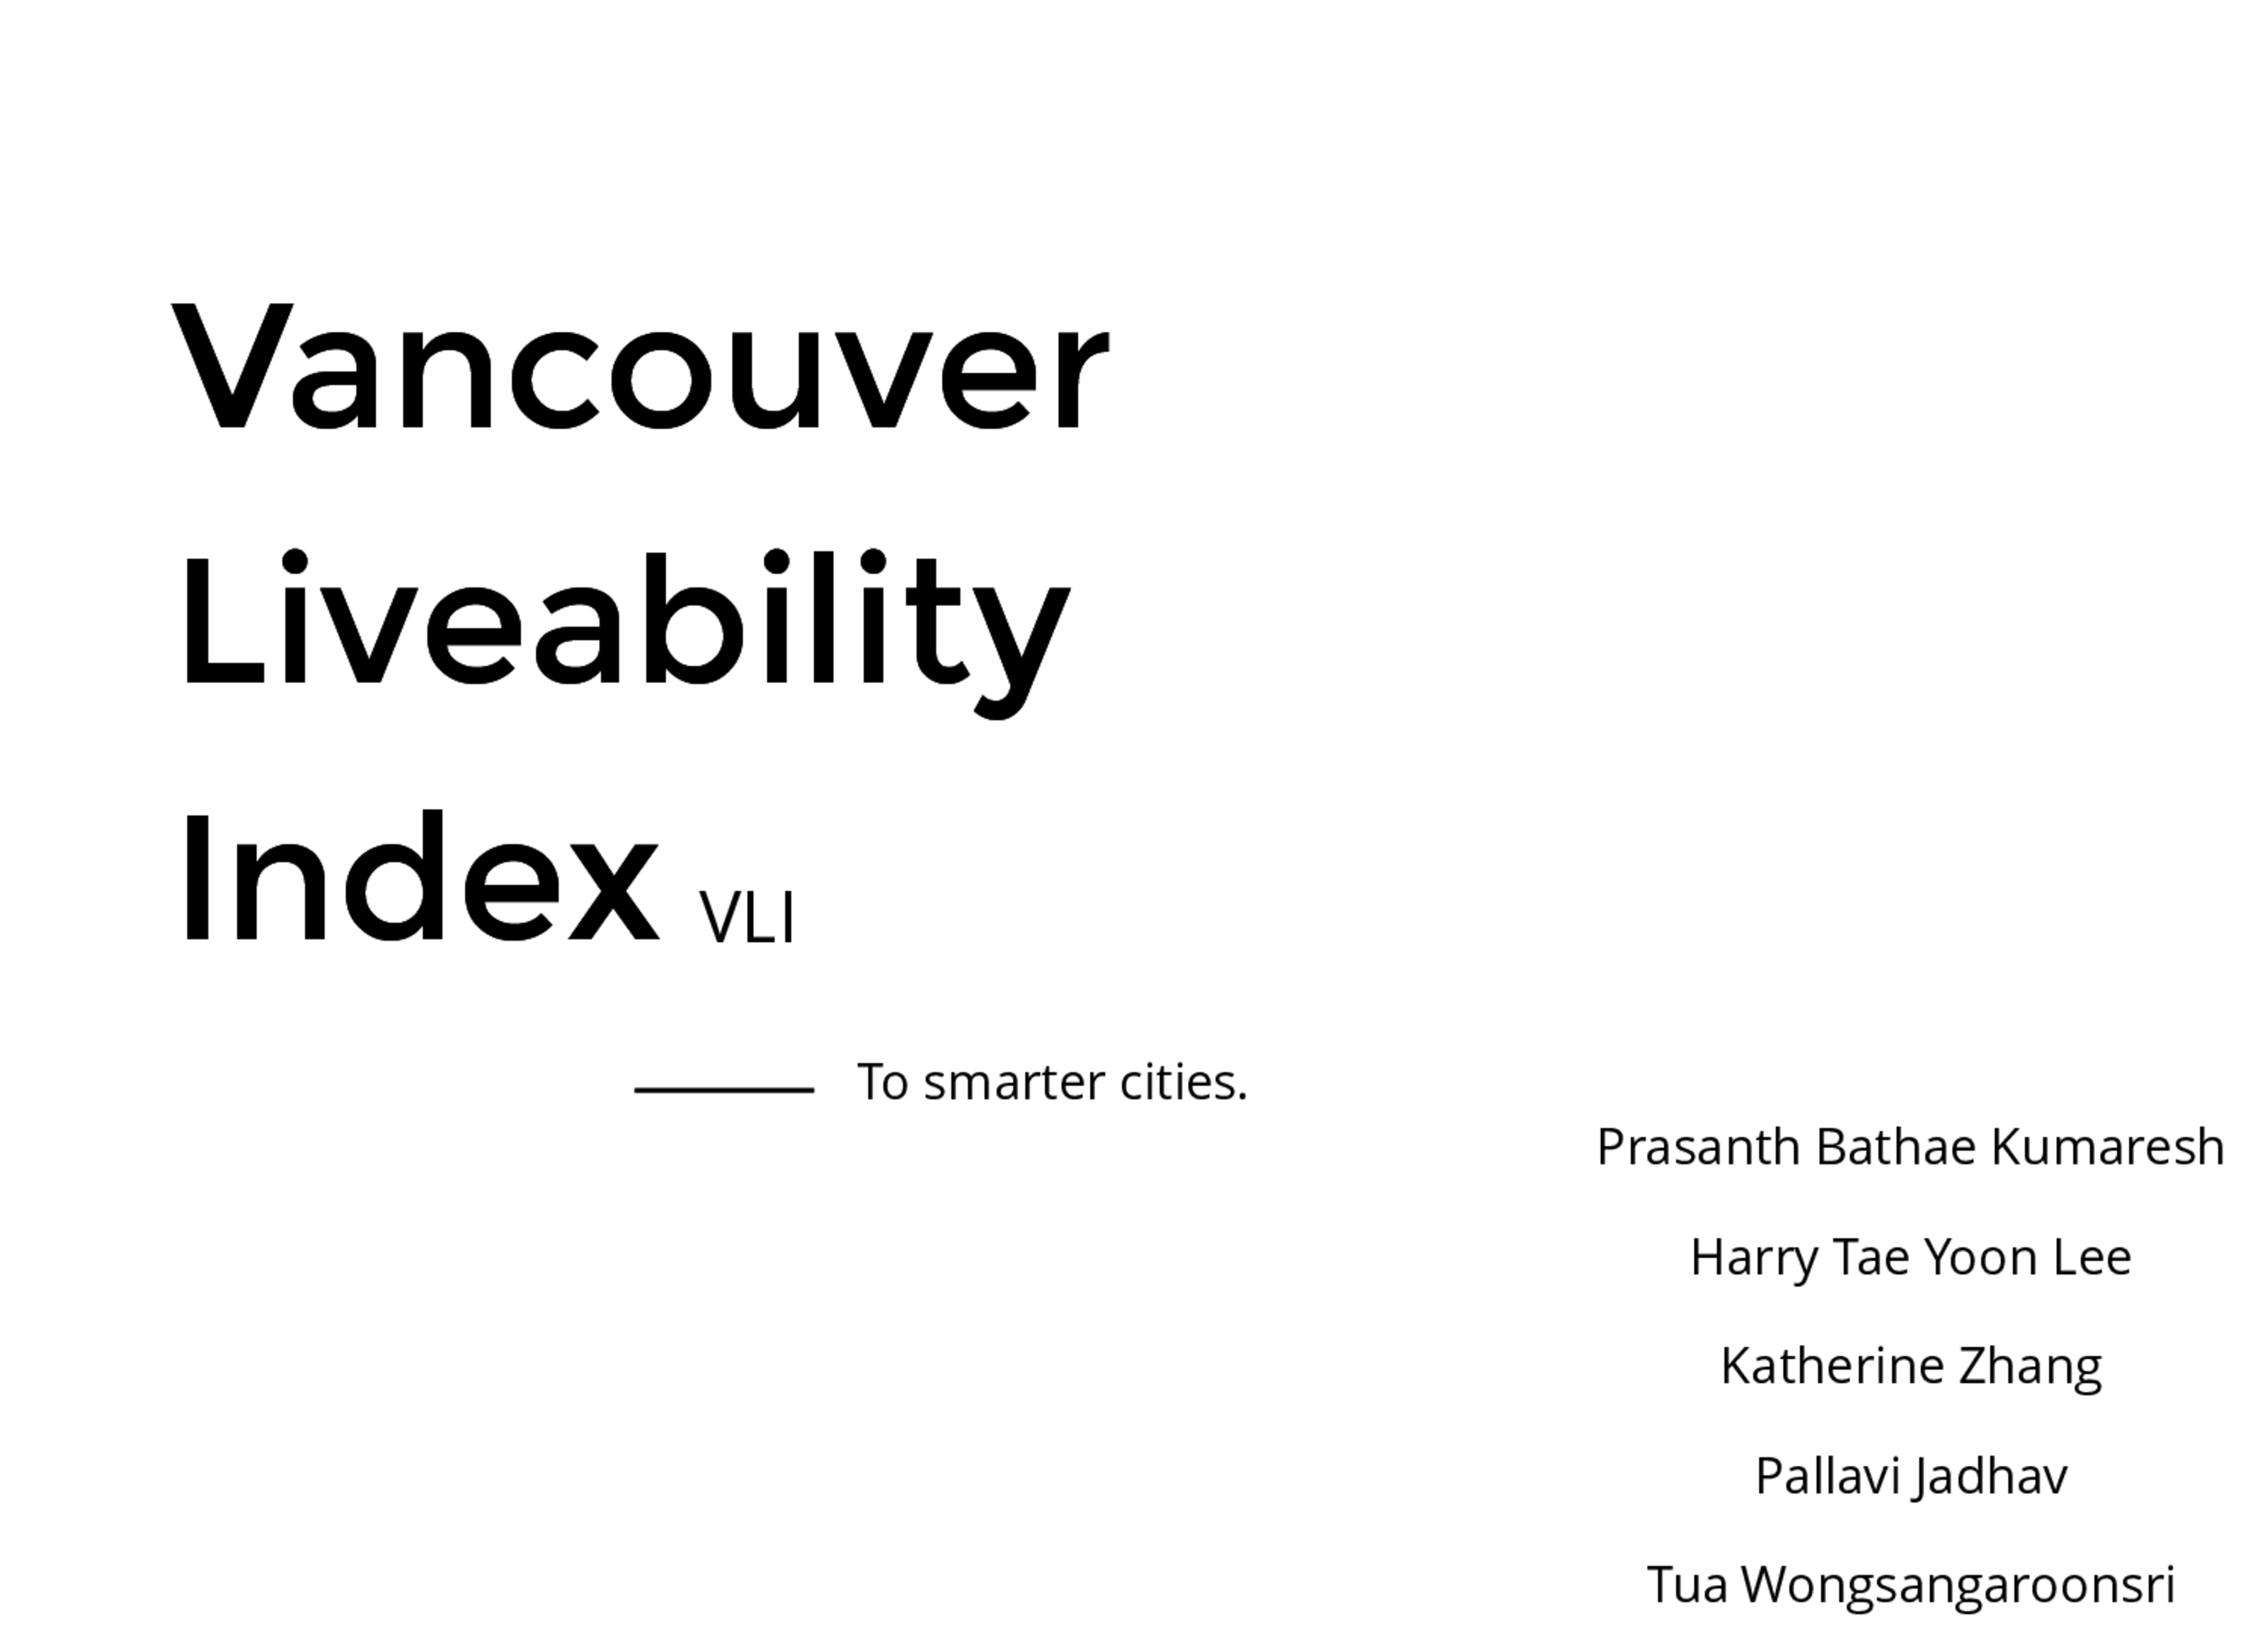 Vancouver
Liveability
Index VLI
To smarter cities.
Prasanth Bathae Kumaresh
Harry Tae Yoon Lee
Katherine Zhang
Pallavi Jadhav
Tua Wongsangaroonsri